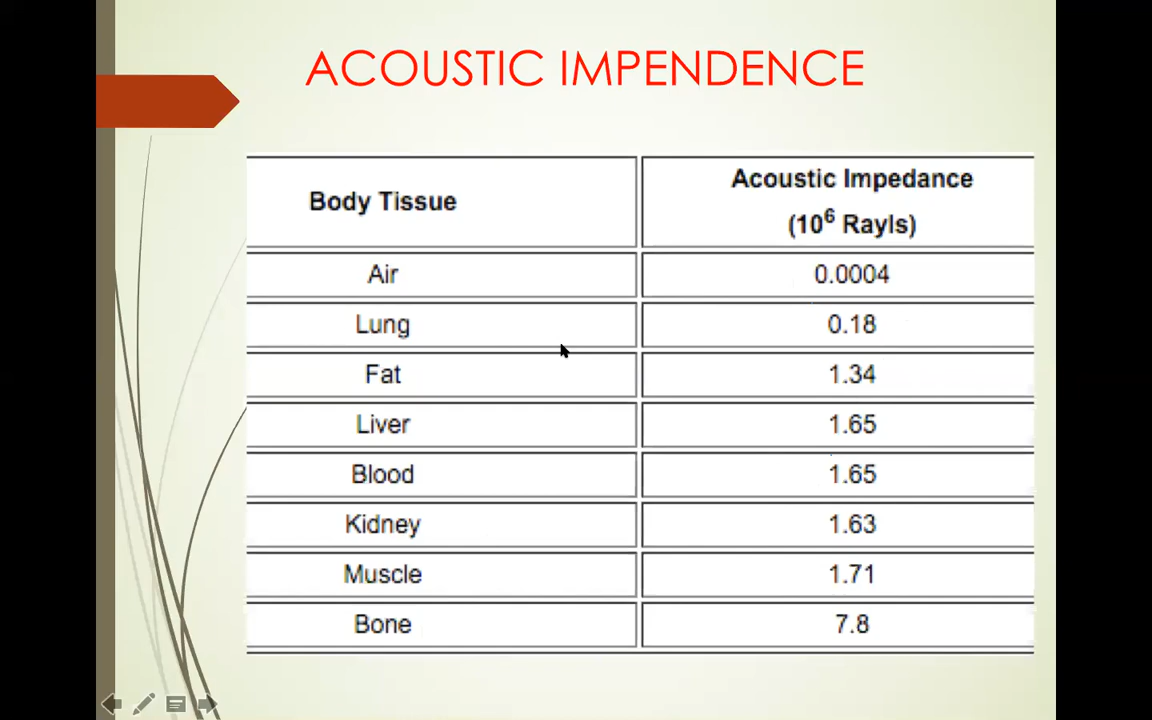 ACOUSTIC IMPENDENCE
Body Tissue
Acoustic Impedance
(10⁶ Rayls)
Air 0.0004
Lung 0.18
Fat 1.34
Liver 1.65
Blood 1.65
Kidney 1.63
Muscle 1.71
Bone 7.8